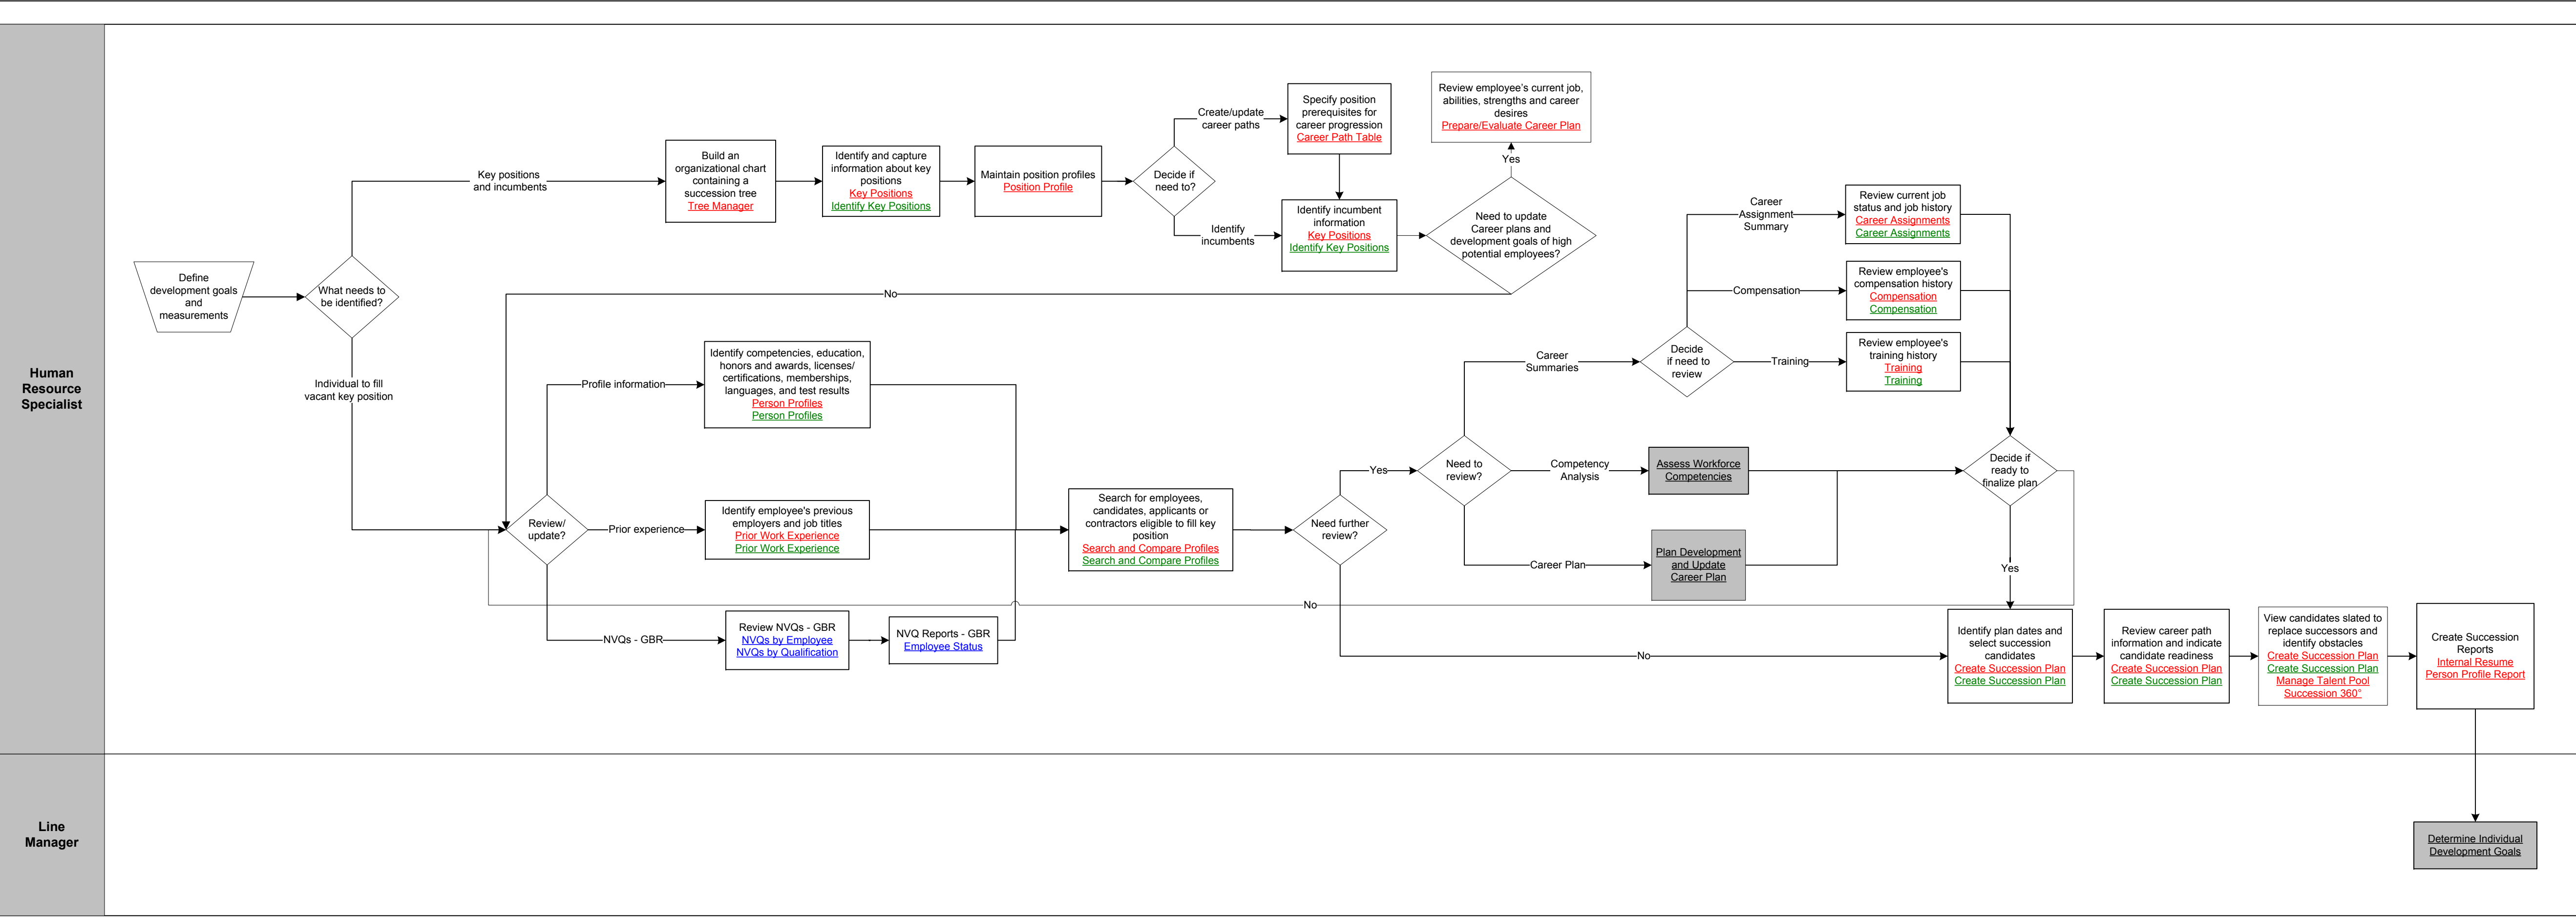 Human
Resource
Specialist
Define
development goals
and
measurements
What needs to
be identified?
Key positions
and incumbents
Individual to fill
vacant key position
Build an
organizational chart
containing a
succession tree
Tree Manager
Identify and capture
information about key
positions
Key Positions
Identify Key Positions
Maintain position profiles
Position Profile
Decide if
need to?
Create/update
career paths
Identify
incumbents
Specify position
prerequisites for
career progression
Career Path Table
Identify incumbent
information
Key Positions
Identify Key Positions
Review employee's current job,
abilities, strengths and career
desires
Prepare/Evaluate Career Plan
Yes
Need to update
Career plans and
development goals of high
potential employees?
No
Review/
update?
Profile information
Identify competencies, education,
honors and awards, licenses/
certifications, memberships,
languages, and test results
Person Profiles
Person Profiles
Prior experience
Identify employee's previous
employers and job titles
Prior Work Experience
Prior Work Experience
NVQs - GBR
Review NVQs - GBR
NVQs by Employee
NVQs by Qualification
NVQ Reports - GBR
Employee Status
Search for employees,
candidates, applicants or
contractors eligible to fill key
position
Search and Compare Profiles
Search and Compare Profiles
Need further
review?
Yes
No
No
Need to
review?
Career
Summaries
Competency
Analysis
Career Plan
Decide
if need to
review
Career
Assignment
Summary
Compensation
Training
Review current job
status and job history
Career Assignments
Career Assignments
Review employee's
compensation history
Compensation
Compensation
Review employee's
training history
Training
Training
Assess Workforce
Competencies
Plan Development
and Update
Career Plan
Decide if
ready to
finalize plan
Yes
Identify plan dates and
select succession
candidates
Create Succession Plan
Create Succession Plan
Review career path
information and indicate
candidate readiness
Create Succession Plan
Create Succession Plan
View candidates slated to
replace successors and
identify obstacles
Create Succession Plan
Create Succession Plan
Manage Talent Pool
Succession 360°
Create Succession
Reports
Internal Resume
Person Profile Report
Line
Manager
Determine Individual
Development Goals